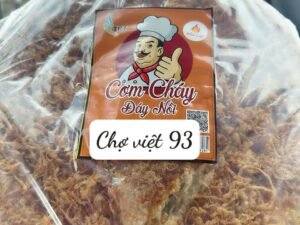 Cơm Cháy
Đáy Nồi
Chợ việt 93